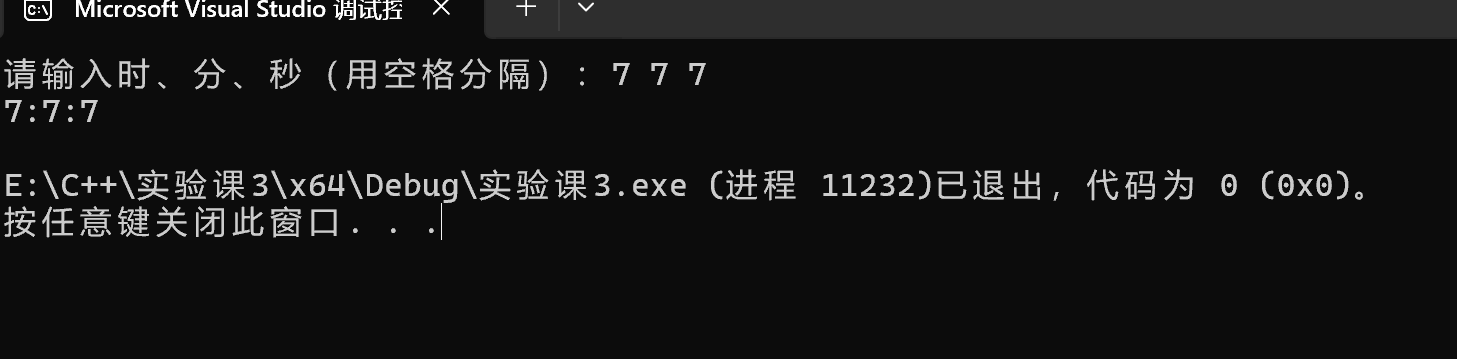 Microsoft Visual Studio 调试控
请输入时、分、秒（用空格分隔）：7 7 7
7:7:7
E:\C++\实验课3\x64\Debug\实验课3.exe (进程 11232)已退出，代码为 0 (0x0)。
按任意键关闭此窗口. . .